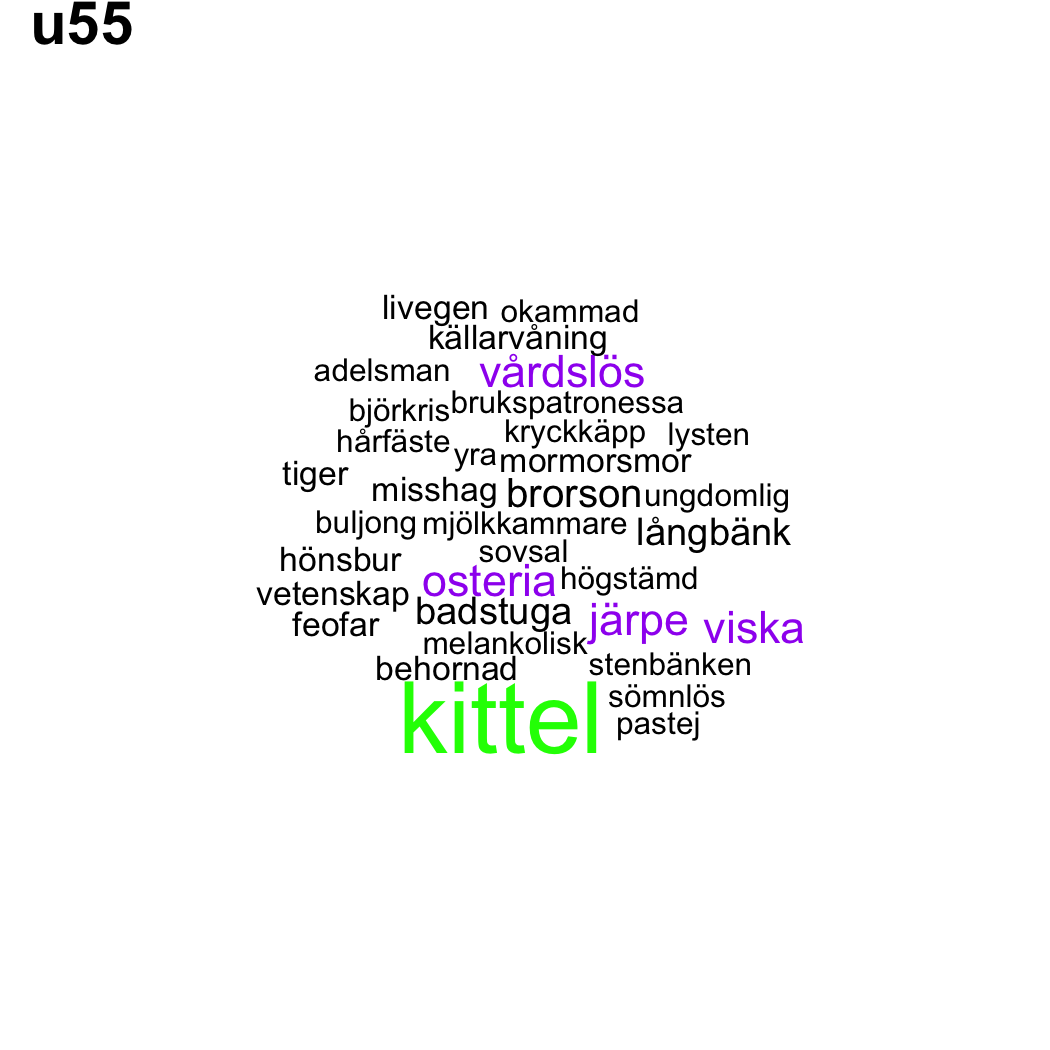 u55
livegen okammad
källarvåning
adelsman vårdslös
björkris brukspatronessa
hårfäste kryckkäpp lysten
yra mormorsmor
tiger misshag brorson ungdomlig
buljong mjölkkammare långbänk
hönsbur sovsal
vetenskap osteria högstämd
feofar badstuga järpe viska
melankolisk
behornad stenbänken
kittel sömnlös
pastej